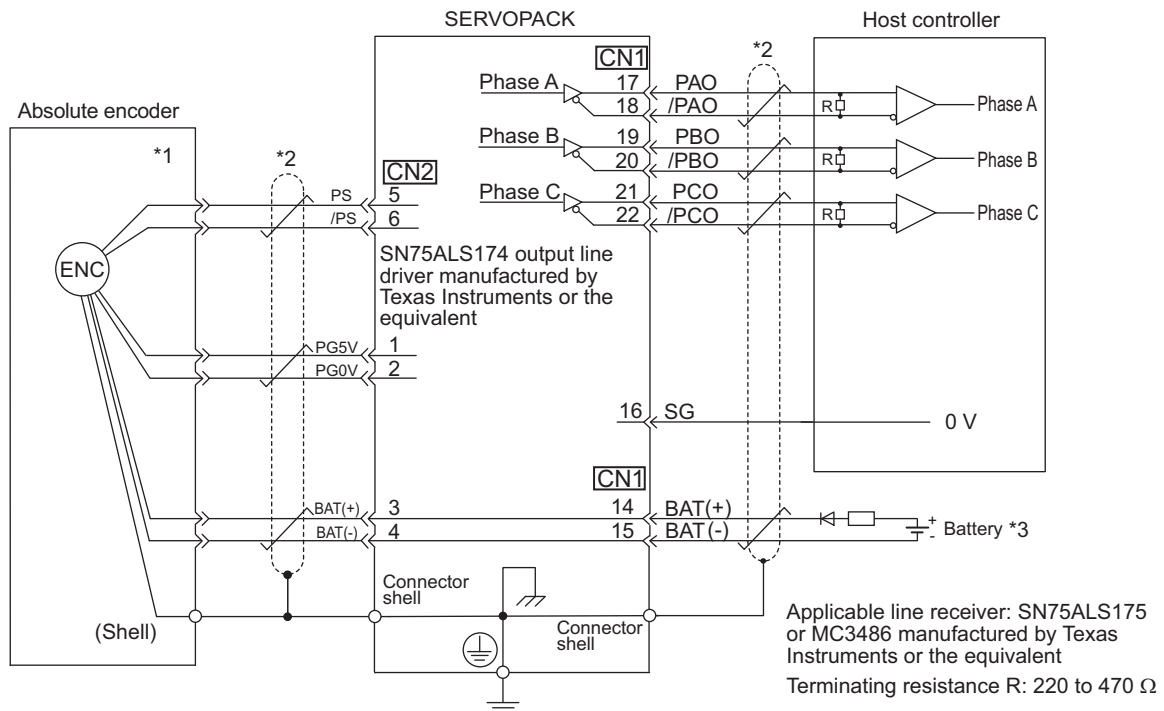 SERVOPACK
Host controller
Absolute encoder
*1
*2
*2
CN1
Phase A
17
PAO
18
/PAO
R
Phase A
Phase B
19
PBO
20
/PBO
R
Phase B
Phase C
21
PCO
22
/PCO
R
Phase C
CN2
PS
5
/PS
6
ENC
SN75ALS174 output line
driver manufactured by
Texas Instruments or the
equivalent
PG5V
1
PG0V
2
16
SG
0 V
CN1
BAT(+)
3
14
BAT(+)
BAT(-)
4
15
BAT(-)
+
-
Battery *3
Connector
shell
(Shell)
Connector
shell
Applicable line receiver: SN75ALS175
or MC3486 manufactured by Texas
Instruments or the equivalent
Terminating resistance R: 220 to 470 Ω